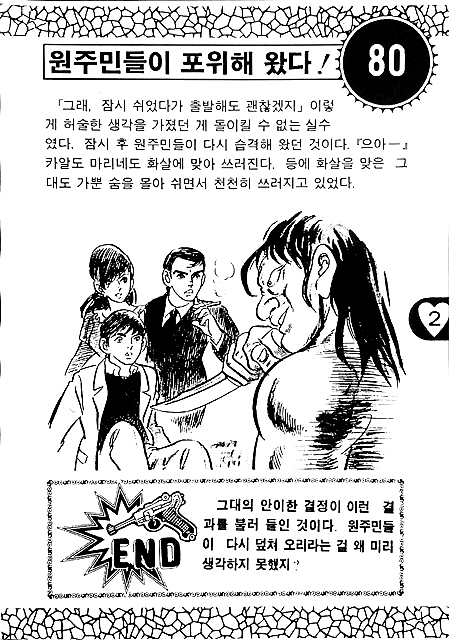 원주민들이 포위해 왔다!
80
「그래, 잠시 쉬었다가 출발해도 괜찮겠지」 이렇
게 허술한 생각을 가졌던 게 돌이킬 수 없는 실수
였다. 잠시 후 원주민들이 다시 습격해 왔던 것이다. 『으아―』
카알도 마리네도 화살에 맞아 쓰러진다. 등에 화살을 맞은 그
대도 가쁜 숨을 몰아 쉬면서 천천히 쓰러지고 있었다.
2
END
그대의 안이한 결정이 이런 결
과를 불러 들인 것이다. 원주민들
이 다시 덮쳐 오리라는 걸 왜 미리
생각하지 못했지?